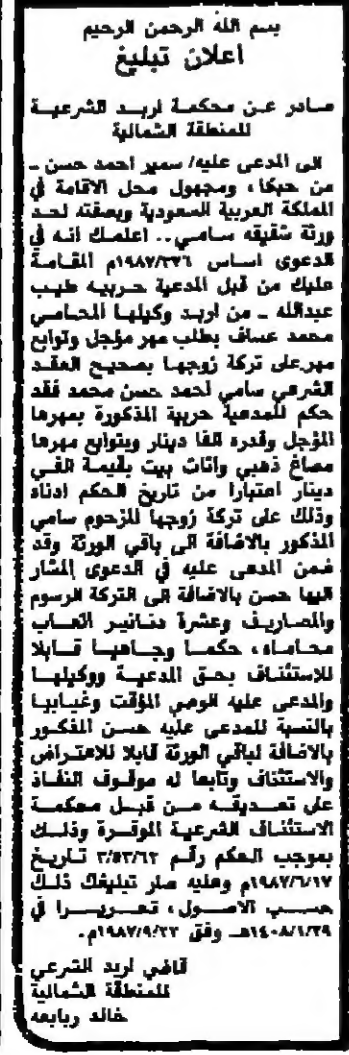 بسم الله الرحمن الرحيم
اعلان تبليغ
صادر عن محكمة اربد الشرعية
للمنطقة الشمالية
الى المدعى عليه/ سمير احمد حسن -
من حبكا، ومجهول محل الاقامة في
المملكة العربية السعودية وبصفته احد
ورثة شقيقه سامي.. اعلمك انه في
الدعوى اساس ١٩٨٧/٣٧٦م المقامة
عليك من قبل المدعية حربيه طيب
عبدالله - من اربد وكيلها المحامي
محمد عساف بطلب مهر مؤجل وتوابع
مهر على تركة زوجها بصحيح العقد
الشرعي سامي احمد حسن محمد فقد
حكم للمدعية حربية المذكورة بمهرها
المؤجل وقدره الفا دينار وبتوابع مهرها
مصاغ ذهبي واثاث بيت بقيمة الفي
دينار اعتبارا من تاريخ الحكم ادناه
وذلك على تركة زوجها المرحوم سامي
المذكور بالاضافة الى باقي الورثة وقد
ضمن المدعى عليه في الدعوى المشار
اليها حسن بالاضافة الى التركة الرسوم
والمصاريف وعشرة دنانير اتعاب
محاماه، حكما وجاهيا قابلا
للاستئناف بحق المدعية ووكيلها
والمدعى عليه الوصي المؤقت وغيابيا
بالنسبة للمدعى عليه حسن المذكور
بالاضافة لباقي الورثة قابلا للاعتراض
والاستئناف وتابعا له موقوف النفاذ
على تصديقه من قبل محكمة
الاستئناف الشرعية الموقرة وذلك
بموجب الحكم رقم ٣/٥٣/٦٢ تاريخ
١٩٨٧/٦/١٧م وعليه صار تبليغك ذلك
حسب الاصول، تحريرا في
١٤٠٨/١/٢٩هـ وفق ١٩٨٧/٩/٢٢م.
قاضي اربد الشرعي
للمنطقة الشمالية
خالد ربابعه